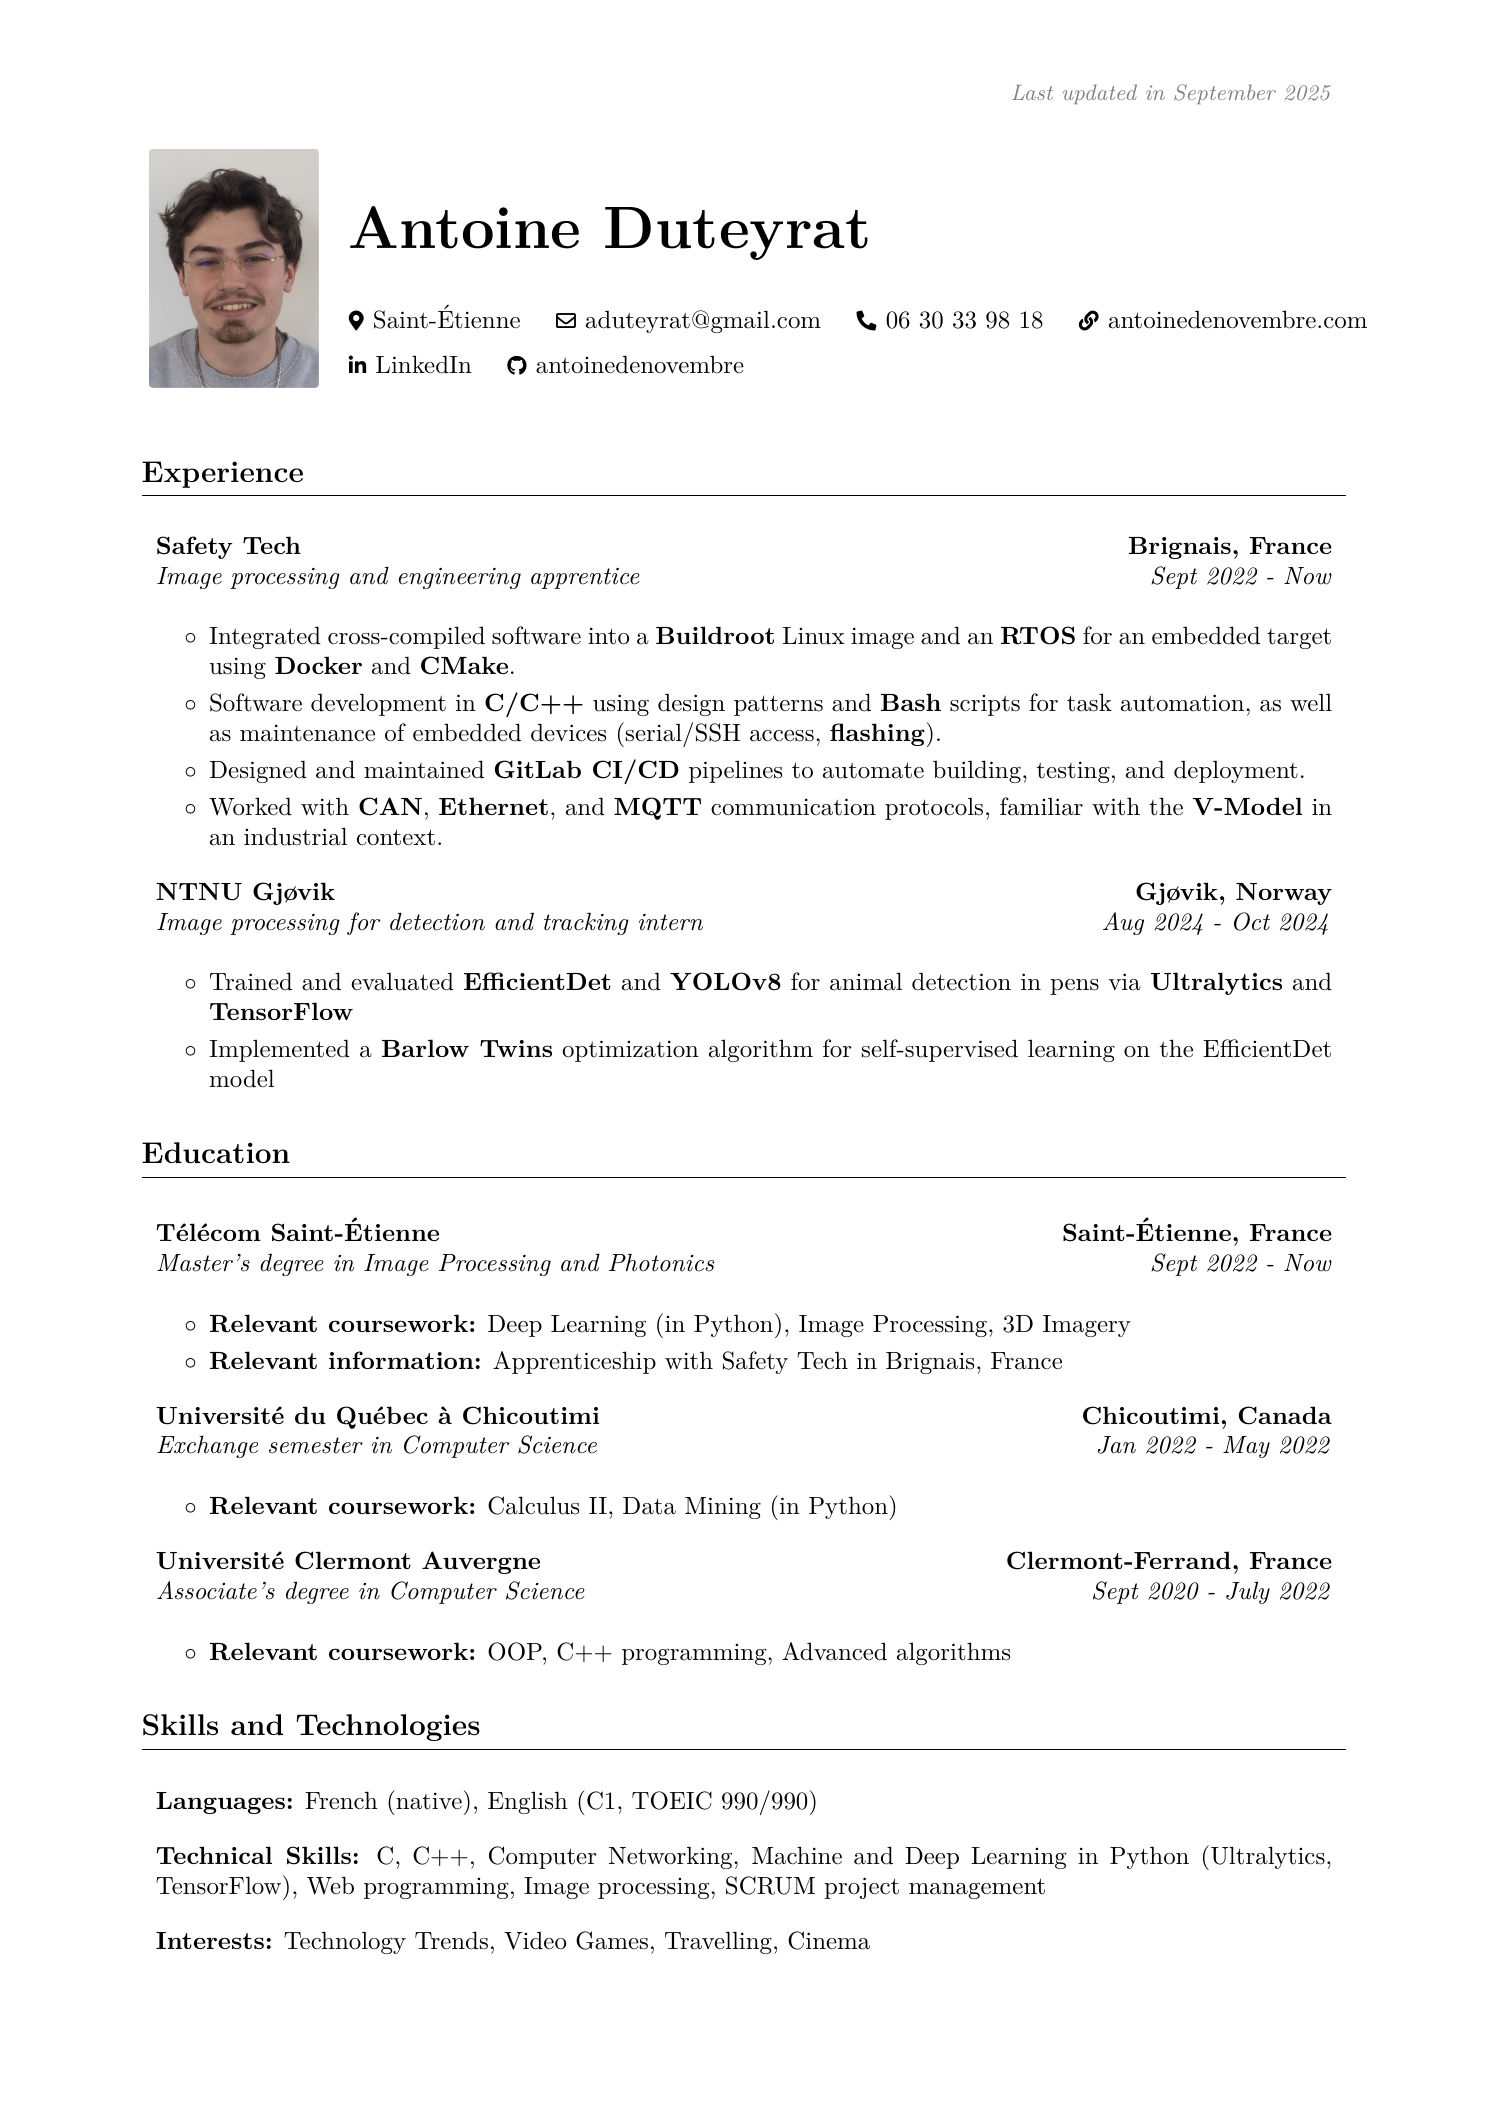 Last updated in September 2025
Antoine Duteyrat
Saint-Étienne aduteyrat@gmail.com 06 30 33 98 18 antoinedenovembre.com
LinkedIn antoinedenovembre
Experience
Safety Tech Brignais, France
Image processing and engineering apprentice Sept 2022 - Now
◦ Integrated cross-compiled software into a Buildroot Linux image and an RTOS for an embedded target
using Docker and CMake.
◦ Software development in C/C++ using design patterns and Bash scripts for task automation, as well
as maintenance of embedded devices (serial/SSH access, flashing).
◦ Designed and maintained GitLab CI/CD pipelines to automate building, testing, and deployment.
◦ Worked with CAN, Ethernet, and MQTT communication protocols, familiar with the V-Model in
an industrial context.
NTNU Gjøvik Gjøvik, Norway
Image processing for detection and tracking intern Aug 2024 - Oct 2024
◦ Trained and evaluated EfficientDet and YOLOv8 for animal detection in pens via Ultralytics and
TensorFlow
◦ Implemented a Barlow Twins optimization algorithm for self-supervised learning on the EfficientDet
model
Education
Télécom Saint-Étienne Saint-Étienne, France
Master's degree in Image Processing and Photonics Sept 2022 - Now
◦ Relevant coursework: Deep Learning (in Python), Image Processing, 3D Imagery
◦ Relevant information: Apprenticeship with Safety Tech in Brignais, France
Université du Québec à Chicoutimi Chicoutimi, Canada
Exchange semester in Computer Science Jan 2022 - May 2022
◦ Relevant coursework: Calculus II, Data Mining (in Python)
Université Clermont Auvergne Clermont-Ferrand, France
Associate's degree in Computer Science Sept 2020 - July 2022
◦ Relevant coursework: OOP, C++ programming, Advanced algorithms
Skills and Technologies
Languages: French (native), English (C1, TOEIC 990/990)
Technical Skills: C, C++, Computer Networking, Machine and Deep Learning in Python (Ultralytics,
TensorFlow), Web programming, Image processing, SCRUM project management
Interests: Technology Trends, Video Games, Travelling, Cinema